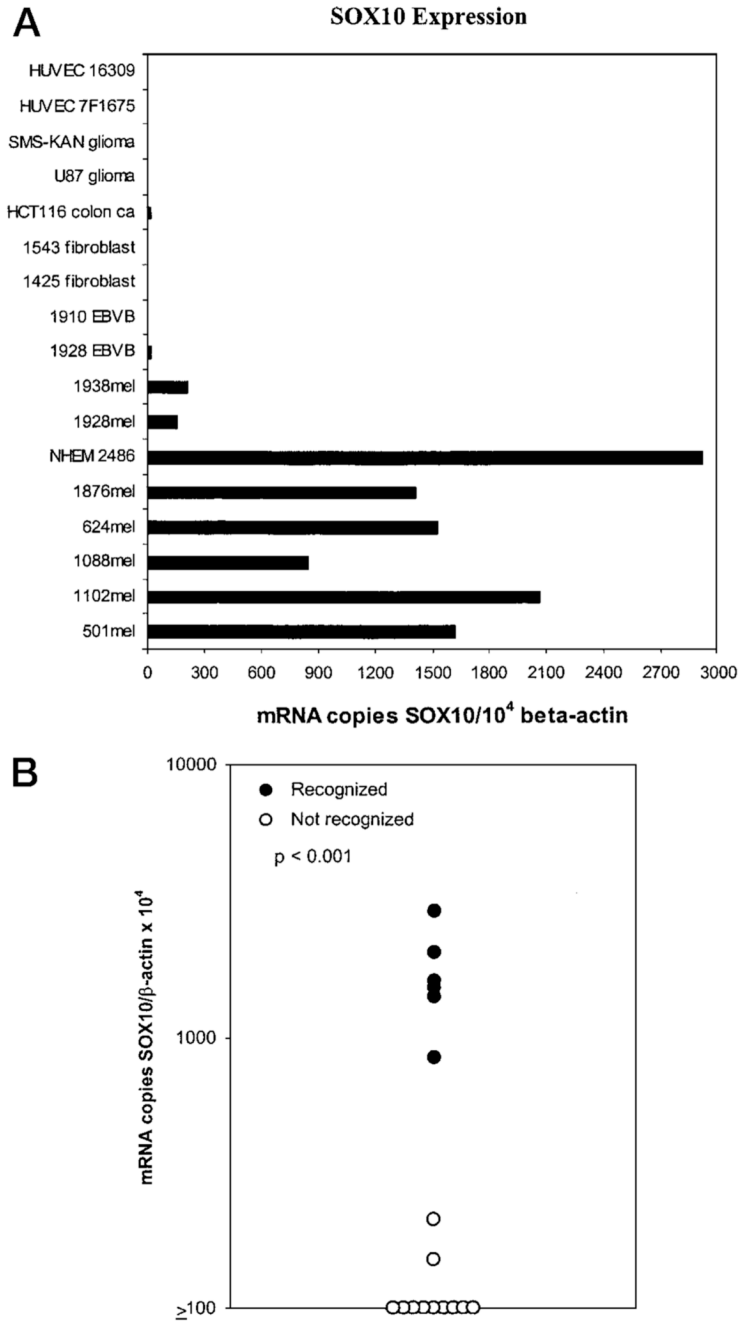 A
SOX10 Expression
HUVEC 16309
HUVEC 7F1675
SMS-KAN glioma
U87 glioma
HCT116 colon ca
1543 fibroblast
1425 fibroblast
1910 EBVB
1928 EBVB
1938mel
1928mel
NHEM 2486
1876mel
624mel
1088mel
1102mel
501mel
0 300 600 900 1200 1500 1800 2100 2400 2700 3000
mRNA copies SOX10/10⁴ beta-actin
B
10000
Recognized
Not recognized
p < 0.001
mRNA copies SOX10/β-actin x 10⁴
1000
≥100